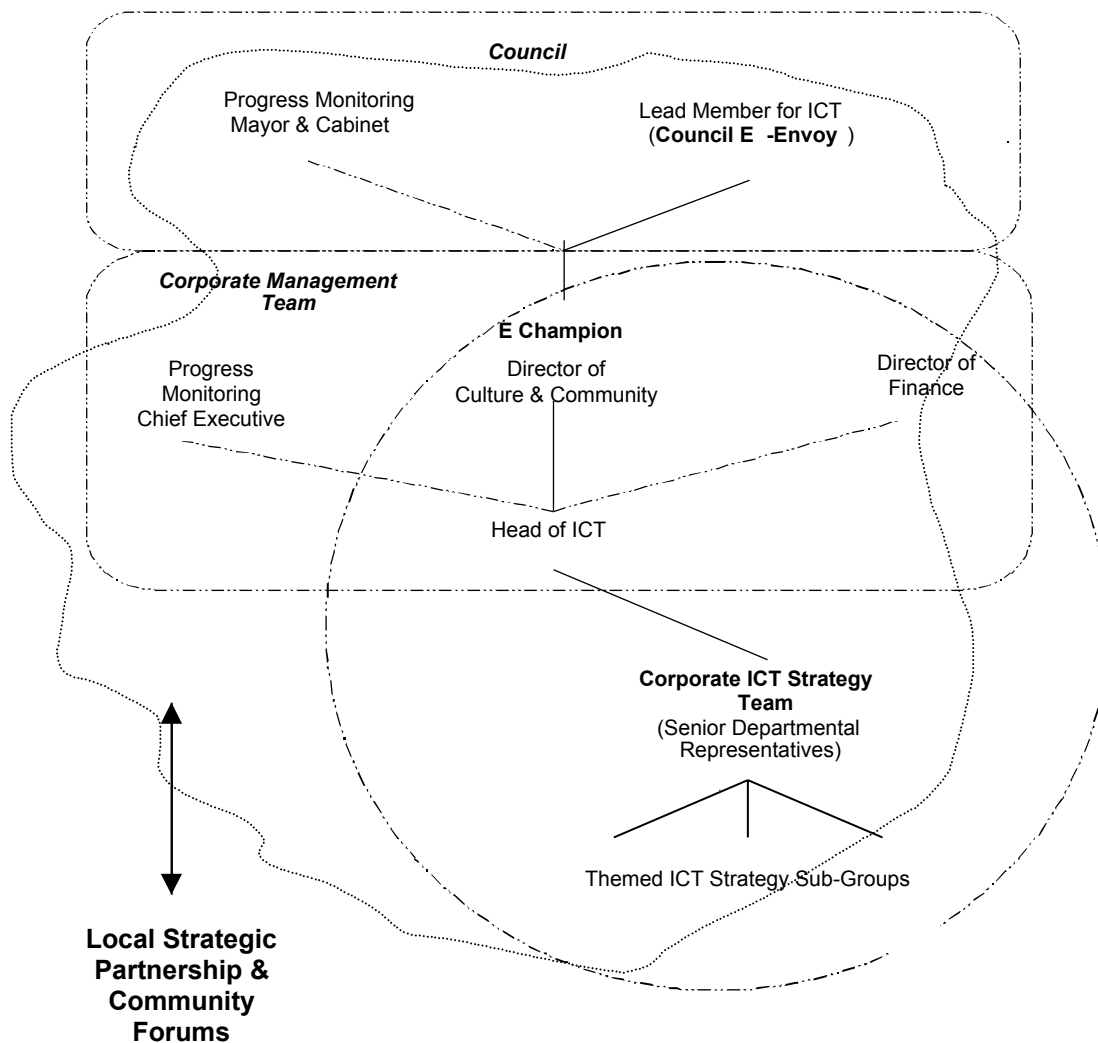 Council
Progress Monitoring
Mayor & Cabinet
Lead Member for ICT
(Council E -Envoy )
Corporate Management
Team
E Champion
Director of
Culture & Community
Progress
Monitoring
Chief Executive
Director of
Finance
Head of ICT
Corporate ICT Strategy
Team
(Senior Departmental
Representatives)
Themed ICT Strategy Sub-Groups
Local Strategic
Partnership &
Community
Forums